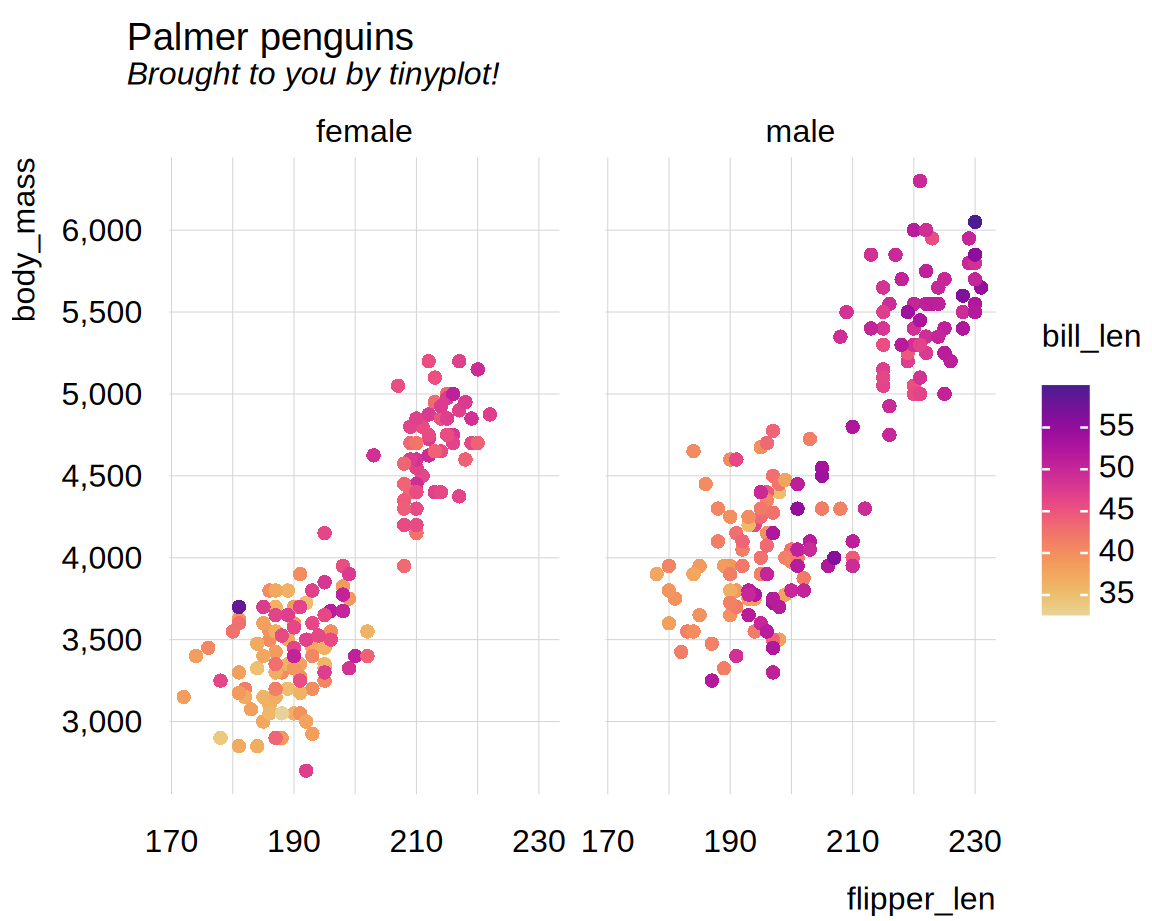 Palmer penguins
Brought to you by tinyplot!
female
male
body_mass
6,000
5,500
5,000
4,500
4,000
3,500
3,000
170 190 210 230
170 190 210 230
flipper_len
bill_len
55
50
45
40
35